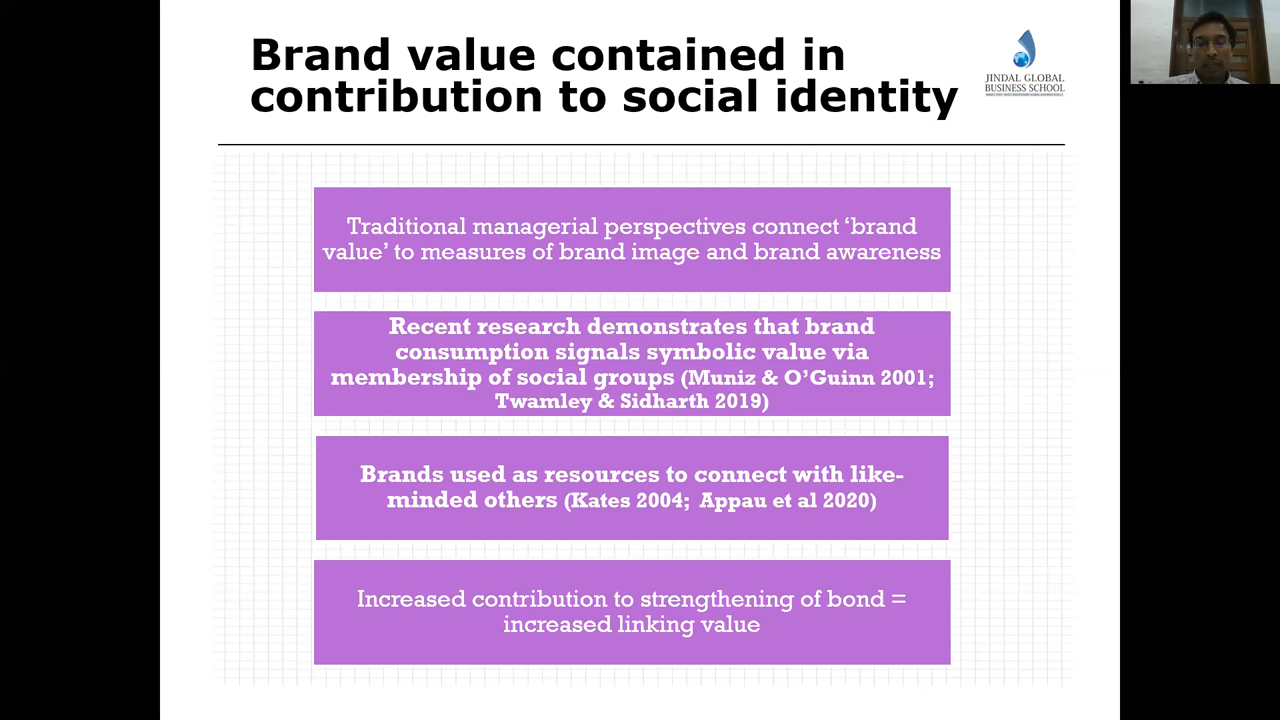 Brand value contained in
contribution to social identity
JINDAL GLOBAL
BUSINESS SCHOOL
Traditional managerial perspectives connect ‘brand
value’ to measures of brand image and brand awareness
Recent research demonstrates that brand
consumption signals symbolic value via
membership of social groups (Muniz & O’Guinn 2001;
Twamley & Sidharth 2019)
Brands used as resources to connect with like-
minded others (Kates 2004;  Appau et al 2020)
Increased contribution to strengthening of bond =
increased linking value